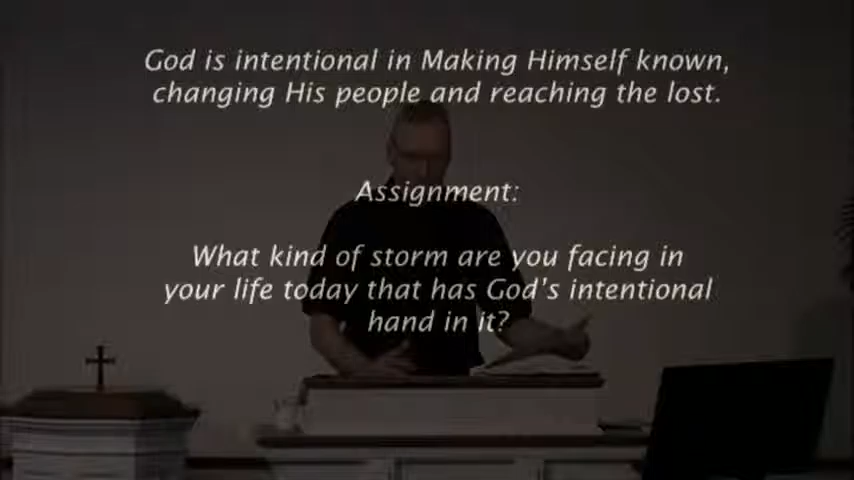 God is intentional in Making Himself known,
changing His people and reaching the lost.
Assignment:
What kind of storm are you facing in
your life today that has God's intentional
hand in it?